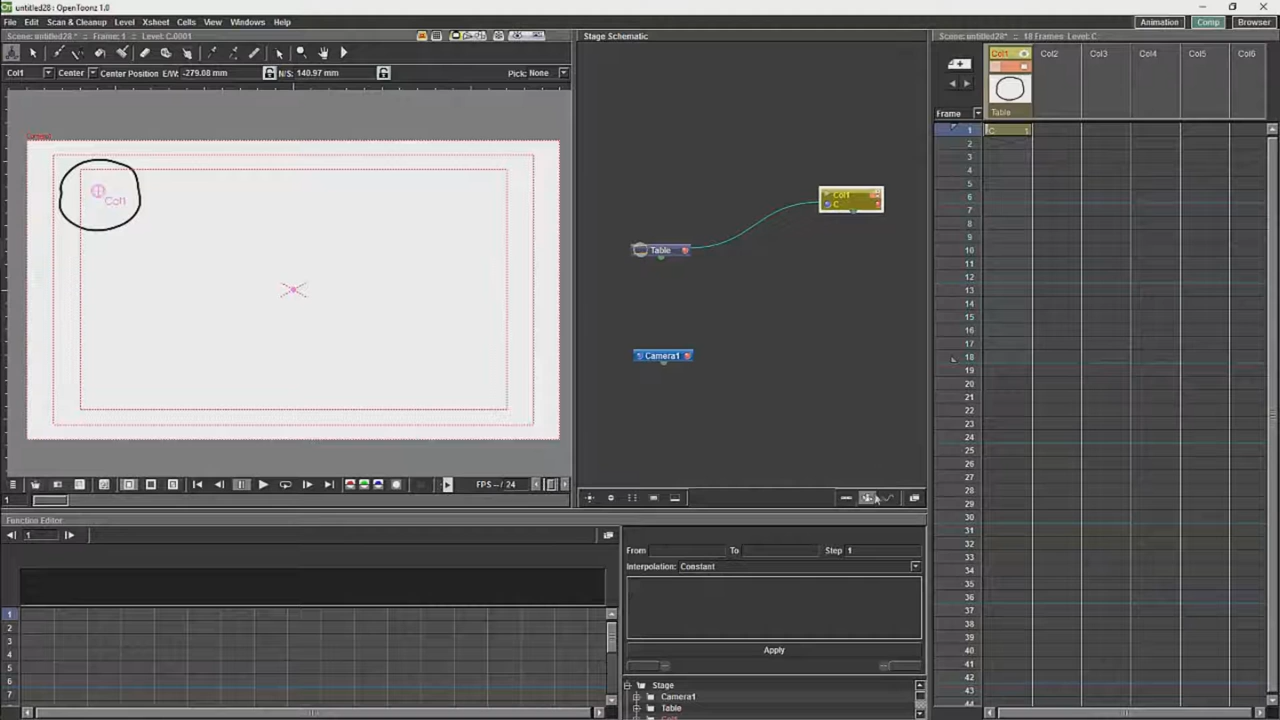 untitled28 : OpenToonz 1.0
File Edit Scan & Cleanup Level Xsheet Cells View Windows Help
Animation Comp Browser
Scene: untitled28* :: Frame: 1 :: Level: C.0001
Stage Schematic
Scene: untitled28* :: 18 Frames Level: C
Col1 Center Center Position E/W: -279.08 mm N/S: 140.97 mm Pick: None
Col1 Col2 Col3 Col4 Col5 Col6
Table
Frame
Camera1
Col1
Col1
C
Table
Camera1
C 1
1
2
3
4
5
6
7
8
9
10
11
12
13
14
15
16
17
18
19
20
21
22
23
24
25
26
27
28
29
30
31
32
33
34
35
36
37
38
39
40
41
42
43
44
FPS -- / 24
1
Function Editor
1
From To Step 1
Interpolation: Constant
Apply
1
2
3
4
5
6
7
Stage
Camera1
Table
Col1